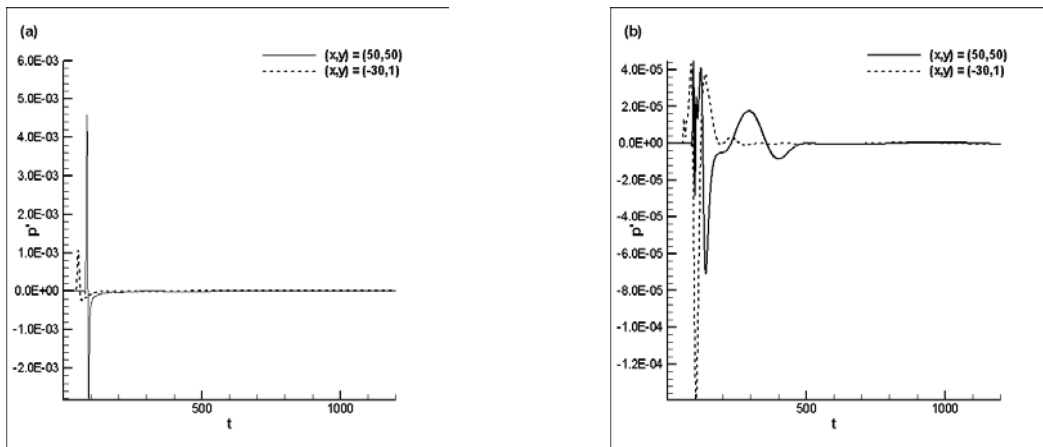 (a)
(x,y) = (50,50)
(x,y) = (-30,1)
6.0E-03
5.0E-03
4.0E-03
3.0E-03
2.0E-03
1.0E-03
0.0E+00
-1.0E-03
-2.0E-03
p'
500
1000
t
(b)
(x,y) = (50,50)
(x,y) = (-30,1)
4.0E-05
2.0E-05
0.0E+00
-2.0E-05
-4.0E-05
-6.0E-05
-8.0E-05
-1.0E-04
-1.2E-04
p'
500
1000
t